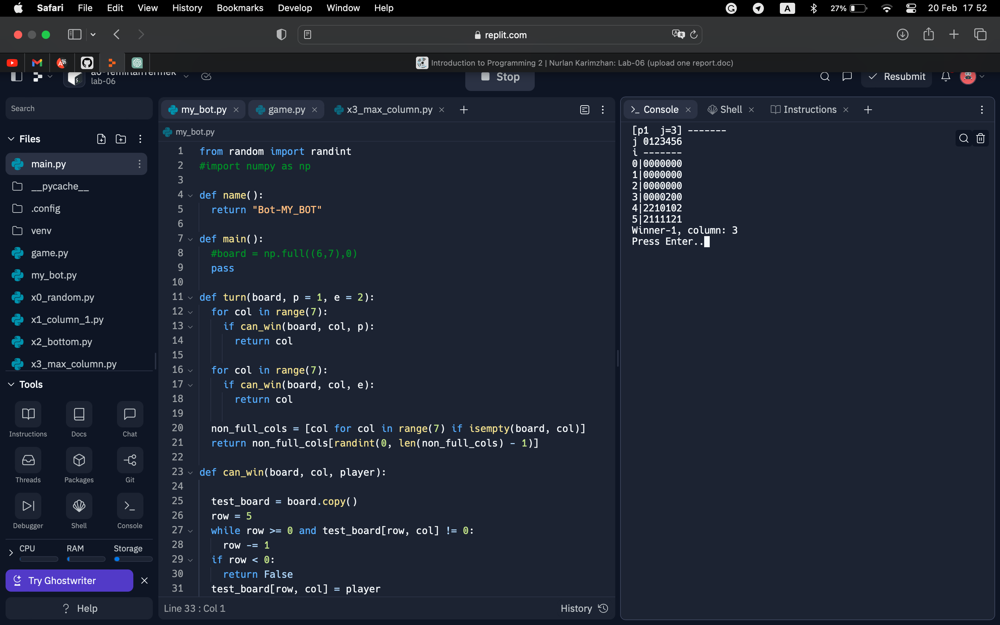 Safari File Edit View History Bookmarks Develop Window Help A 27% 20 Feb 17 52
replit.com
Introduction to Programming 2 | Nurlan Karimzhan: Lab-06 (upload one report.doc)
lab-06
Stop
Resubmit
Search
Files
main.py
__pycache__
.config
venv
game.py
my_bot.py
x0_random.py
x1_column_1.py
x2_bottom.py
x3_max_column.py
Tools
Instructions Docs Chat
Threads Packages Git
Debugger Shell Console
CPU RAM Storage
Try Ghostwriter
? Help
my_bot.py game.py x3_max_column.py
my_bot.py
1 from random import randint
2 #import numpy as np
3
4 def name():
5 return "Bot-MY_BOT"
6
7 def main():
8 #board = np.full((6,7),0)
9 pass
10
11 def turn(board, p = 1, e = 2):
12 for col in range(7):
13 if can_win(board, col, p):
14 return col
15
16 for col in range(7):
17 if can_win(board, col, e):
18 return col
19
20 non_full_cols = [col for col in range(7) if isempty(board, col)]
21 return non_full_cols[randint(0, len(non_full_cols) - 1)]
22
23 def can_win(board, col, player):
24
25 test_board = board.copy()
26 row = 5
27 while row >= 0 and test_board[row, col] != 0:
28 row -= 1
29 if row < 0:
30 return False
31 test_board[row, col] = player
Line 33 : Col 1 History
Console Shell Instructions
[p1 j=3] -------
j 0123456
i -------
0|0000000
1|0000000
2|0000000
3|0000200
4|2210102
5|2111121
Winner-1, column: 3
Press Enter..